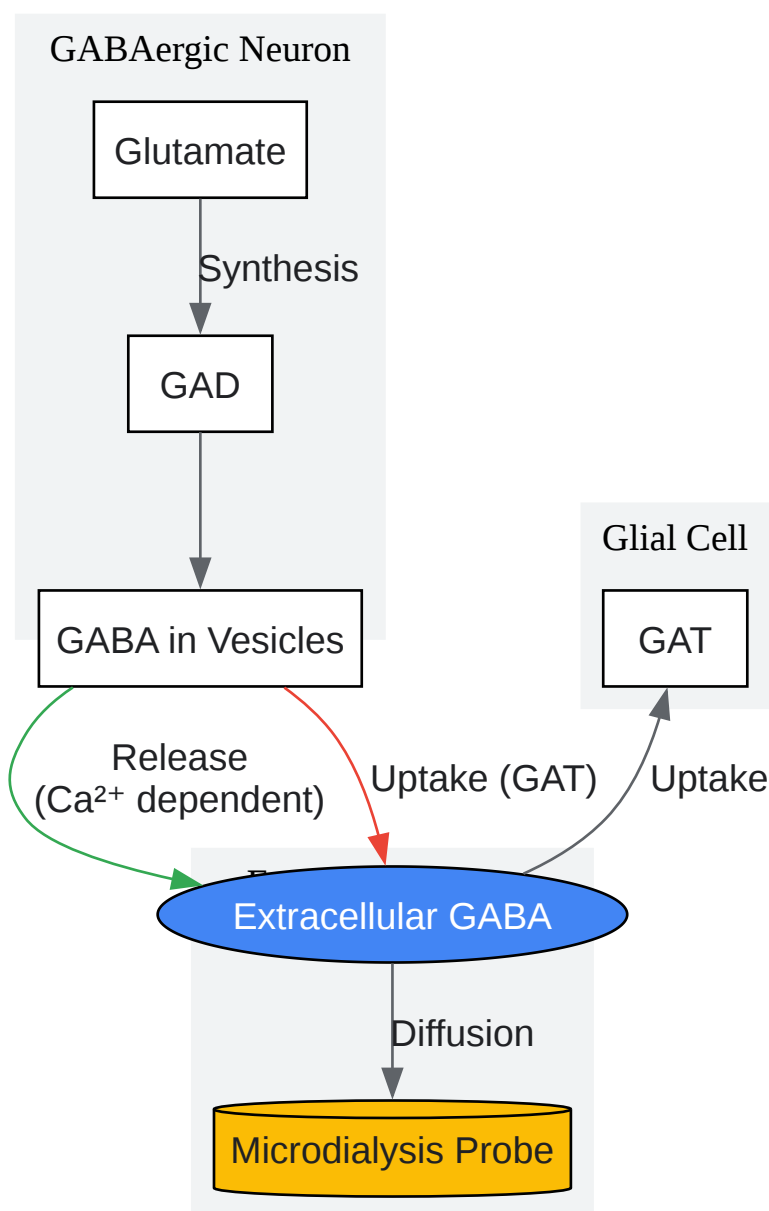 GABAergic Neuron
Glutamate
Synthesis
GAD
Glial Cell
GABA in Vesicles
GAT
Release
(Ca²⁺ dependent)
Uptake (GAT)
Uptake
Extracellular GABA
Diffusion
Microdialysis Probe